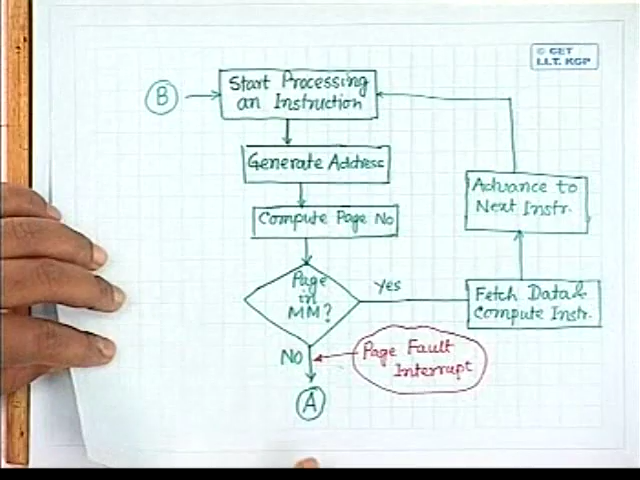 © CET
I.I.T. KGP
B
Start Processing
an Instruction
Generate Address
Compute Page No
Page
in
MM?
Yes
No
A
Page Fault
Interrupt
Fetch Data &
Compute Instr.
Advance to
Next Instr.